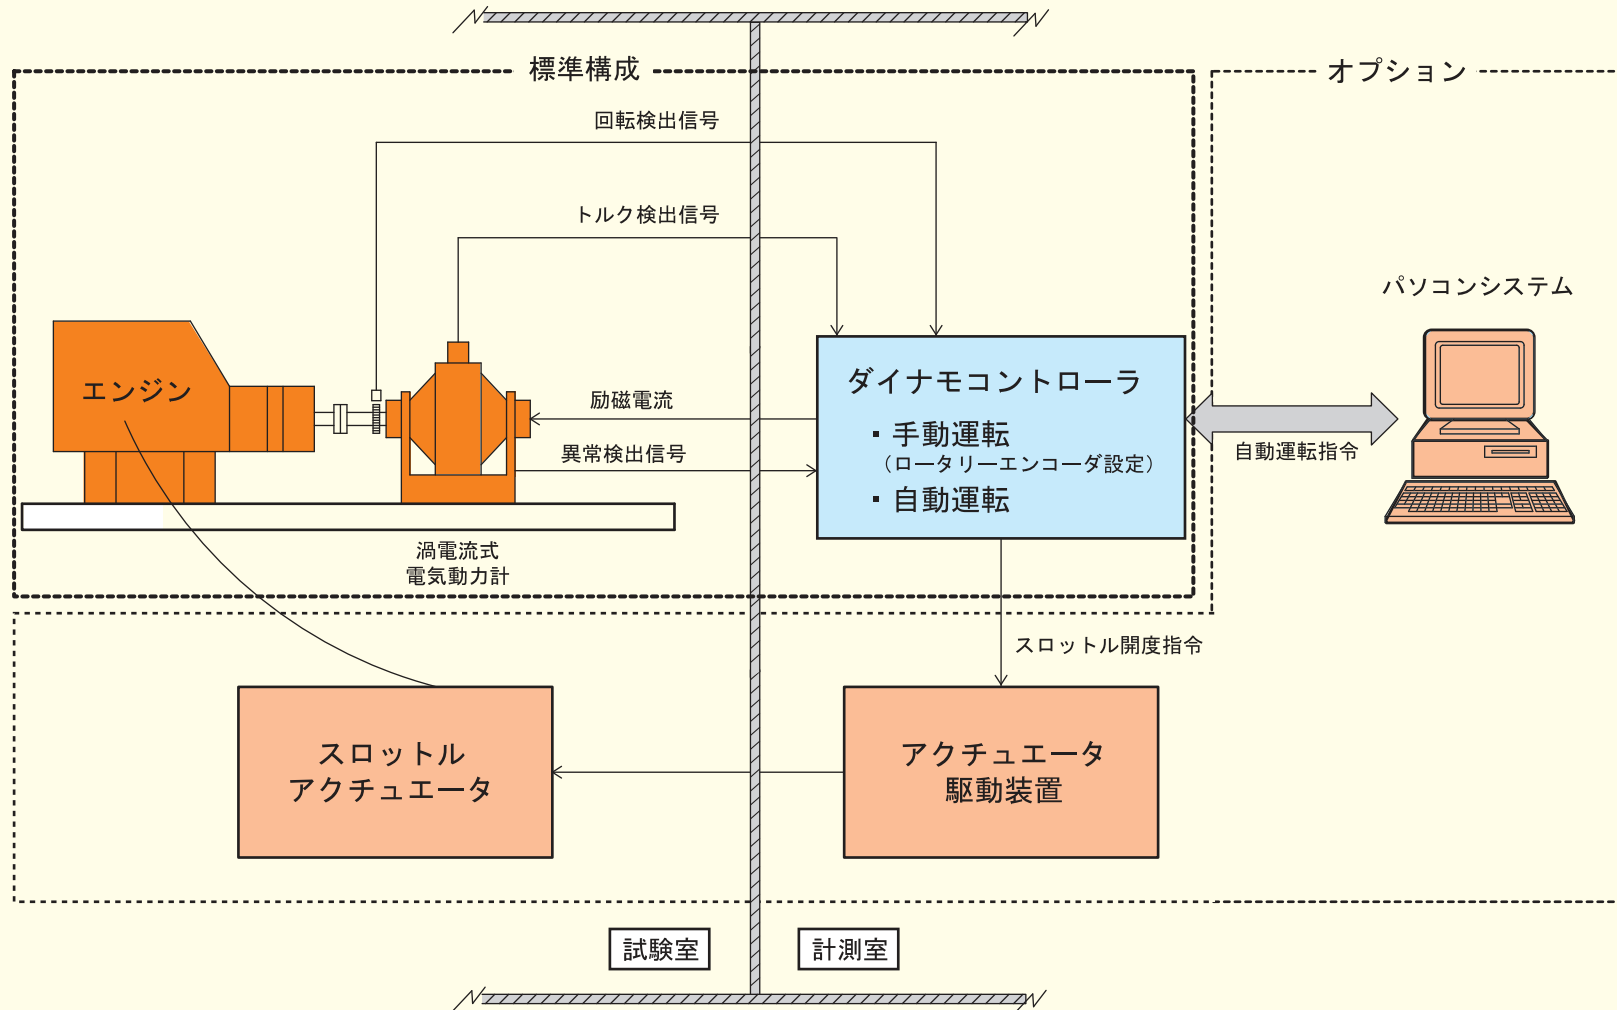 標準構成
オプション
回転検出信号
トルク検出信号
パソコンシステム
エンジン
ダイナモコントローラ
励磁電流
・手動運転
（ロータリーエンコーダ設定）
異常検出信号
自動運転指令
・自動運転
渦電流式
電気動力計
スロットル開度指令
スロットル
アクチュエータ
アクチュエータ
駆動装置
試験室
計測室